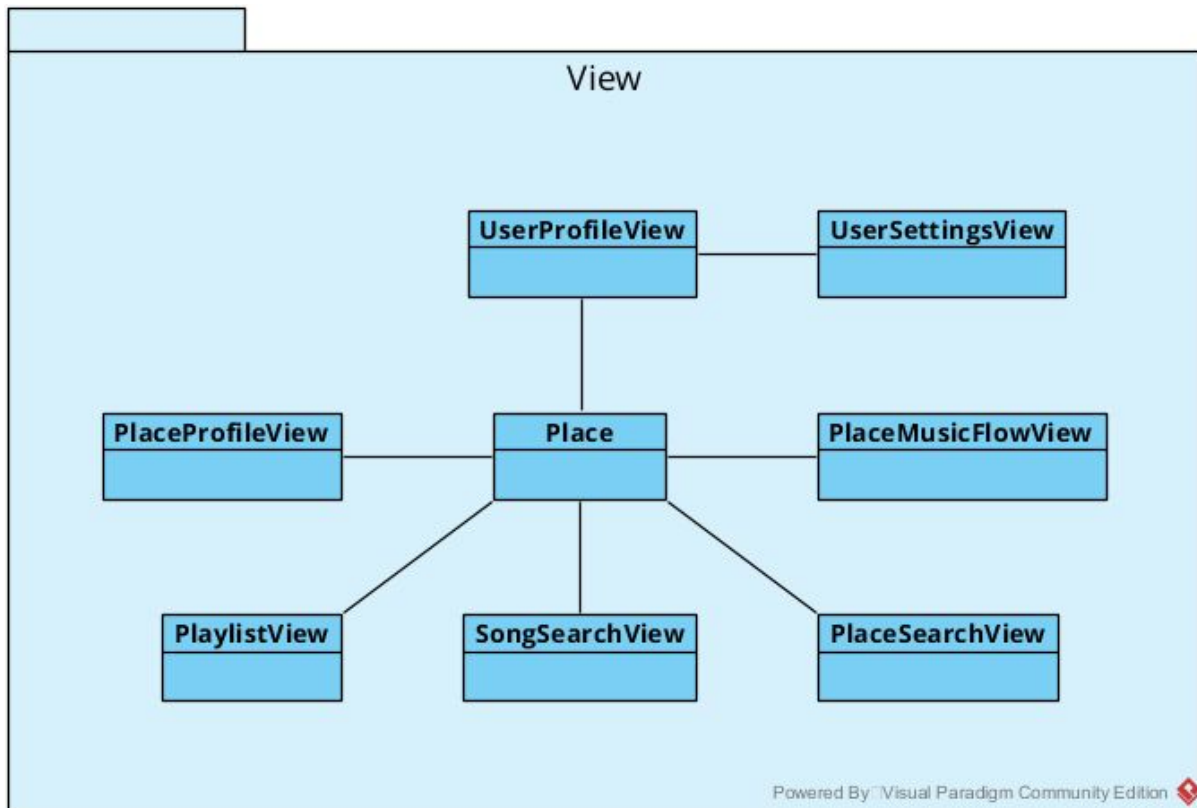 View
UserProfileView
UserSettingsView
PlaceProfileView
Place
PlaceMusicFlowView
PlaylistView
SongSearchView
PlaceSearchView
Powered By Visual Paradigm Community Edition